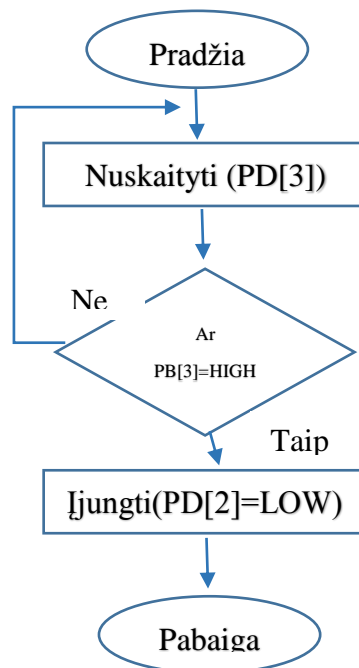 Pradžia
Nuskaityti (PD[3])
Ne
Ar
PB[3]=HIGH
Taip
Įjungti(PD[2]=LOW)
Pabaiga